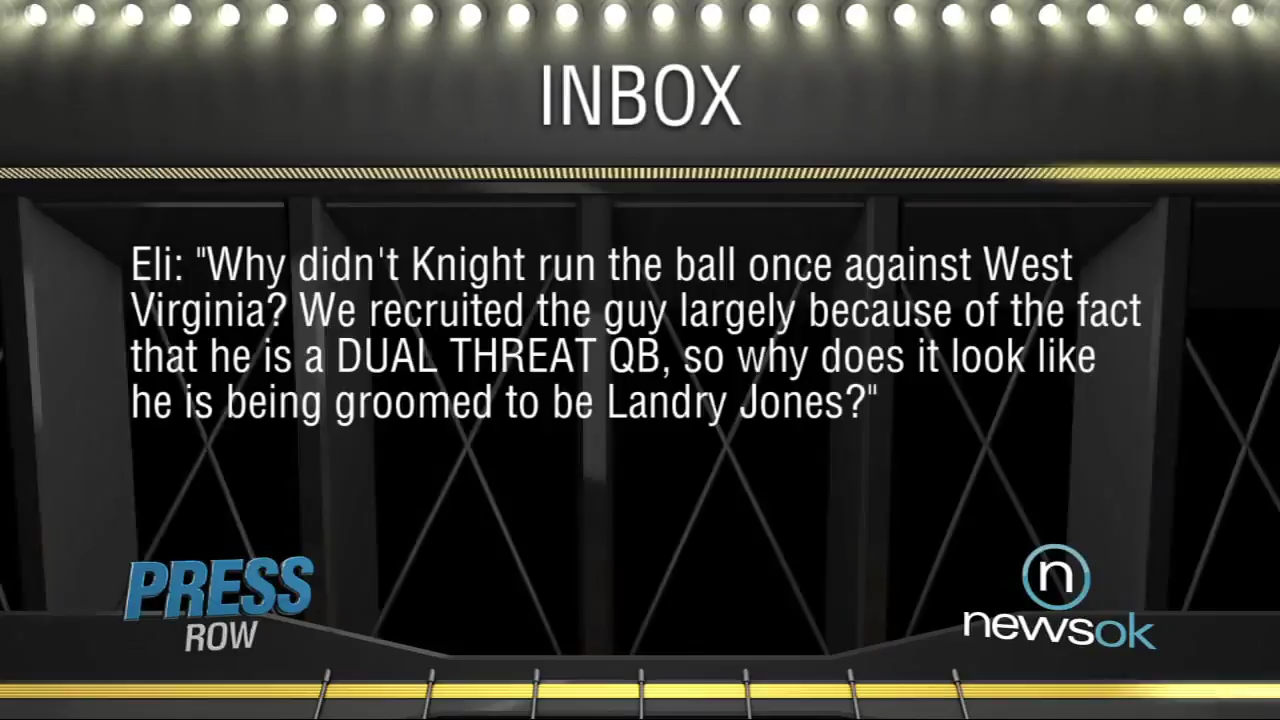 INBOX
Eli: "Why didn't Knight run the ball once against West
Virginia? We recruited the guy largely because of the fact
that he is a DUAL THREAT QB, so why does it look like
he is being groomed to be Landry Jones?"
PRESS
ROW
n
newsok